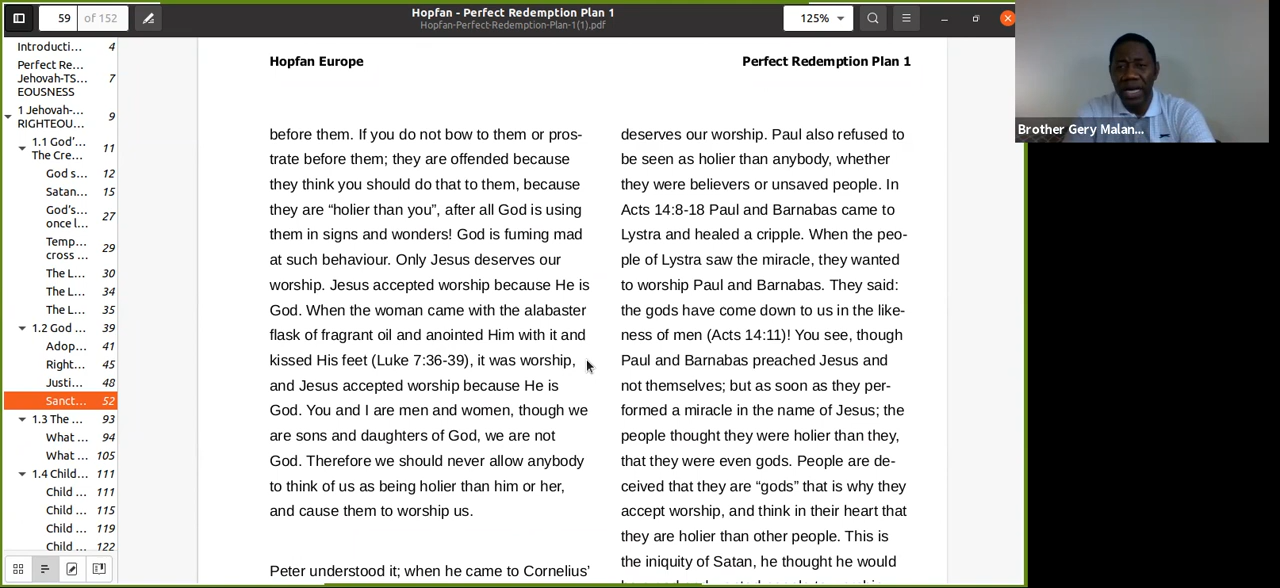 59
of 152
Hopfan - Perfect Redemption Plan 1
Hopfan-Perfect-Redemption-Plan-1(1).pdf
125%
Introducti... 4
Perfect Re...
Jehovah-TS... 7
EOUSNESS
1 Jehovah-... 9
RIGHTEOU...
1.1 God'... 11
The Cre...
God s... 12
Satan... 15
God's... 27
once l...
Temp... 29
cross ...
The L... 30
The L... 34
The L... 35
1.2 God ... 39
Adop... 41
Right... 45
Justi... 48
Sanct... 52
1.3 The ... 93
What ... 94
What ... 105
1.4 Child... 111
Child ... 111
Child ... 115
Child ... 119
Child ... 122
Hopfan Europe
Perfect Redemption Plan 1
before them. If you do not bow to them or pros-
trate before them; they are offended because
they think you should do that to them, because
they are “holier than you”, after all God is using
them in signs and wonders! God is fuming mad
at such behaviour. Only Jesus deserves our
worship. Jesus accepted worship because He is
God. When the woman came with the alabaster
flask of fragrant oil and anointed Him with it and
kissed His feet (Luke 7:36-39), it was worship,
and Jesus accepted worship because He is
God. You and I are men and women, though we
are sons and daughters of God, we are not
God. Therefore we should never allow anybody
to think of us as being holier than him or her,
and cause them to worship us.
Peter understood it; when he came to Cornelius’
deserves our worship. Paul also refused to
be seen as holier than anybody, whether
they were believers or unsaved people. In
Acts 14:8-18 Paul and Barnabas came to
Lystra and healed a cripple. When the peo-
ple of Lystra saw the miracle, they wanted
to worship Paul and Barnabas. They said:
the gods have come down to us in the like-
ness of men (Acts 14:11)! You see, though
Paul and Barnabas preached Jesus and
not themselves; but as soon as they per-
formed a miracle in the name of Jesus; the
people thought they were holier than they,
that they were even gods. People are de-
ceived that they are “gods” that is why they
accept worship, and think in their heart that
they are holier than other people. This is
the iniquity of Satan, he thought he would
Brother Gery Malan...